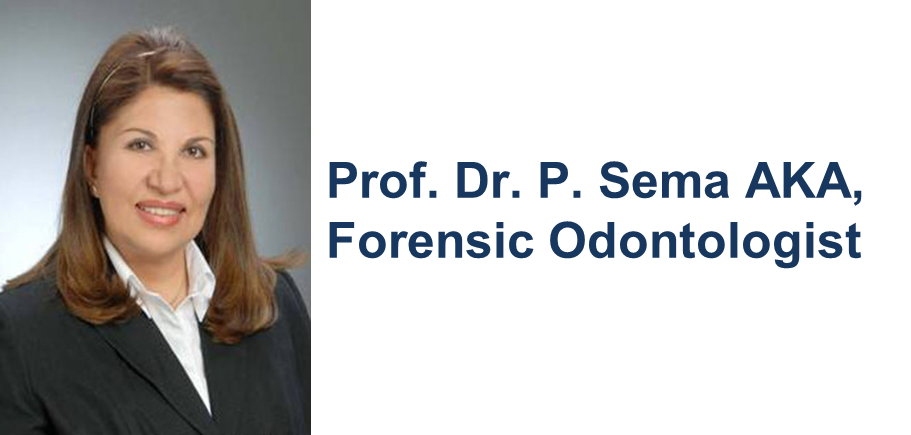 Prof. Dr. P. Sema AKA,
Forensic Odontologist